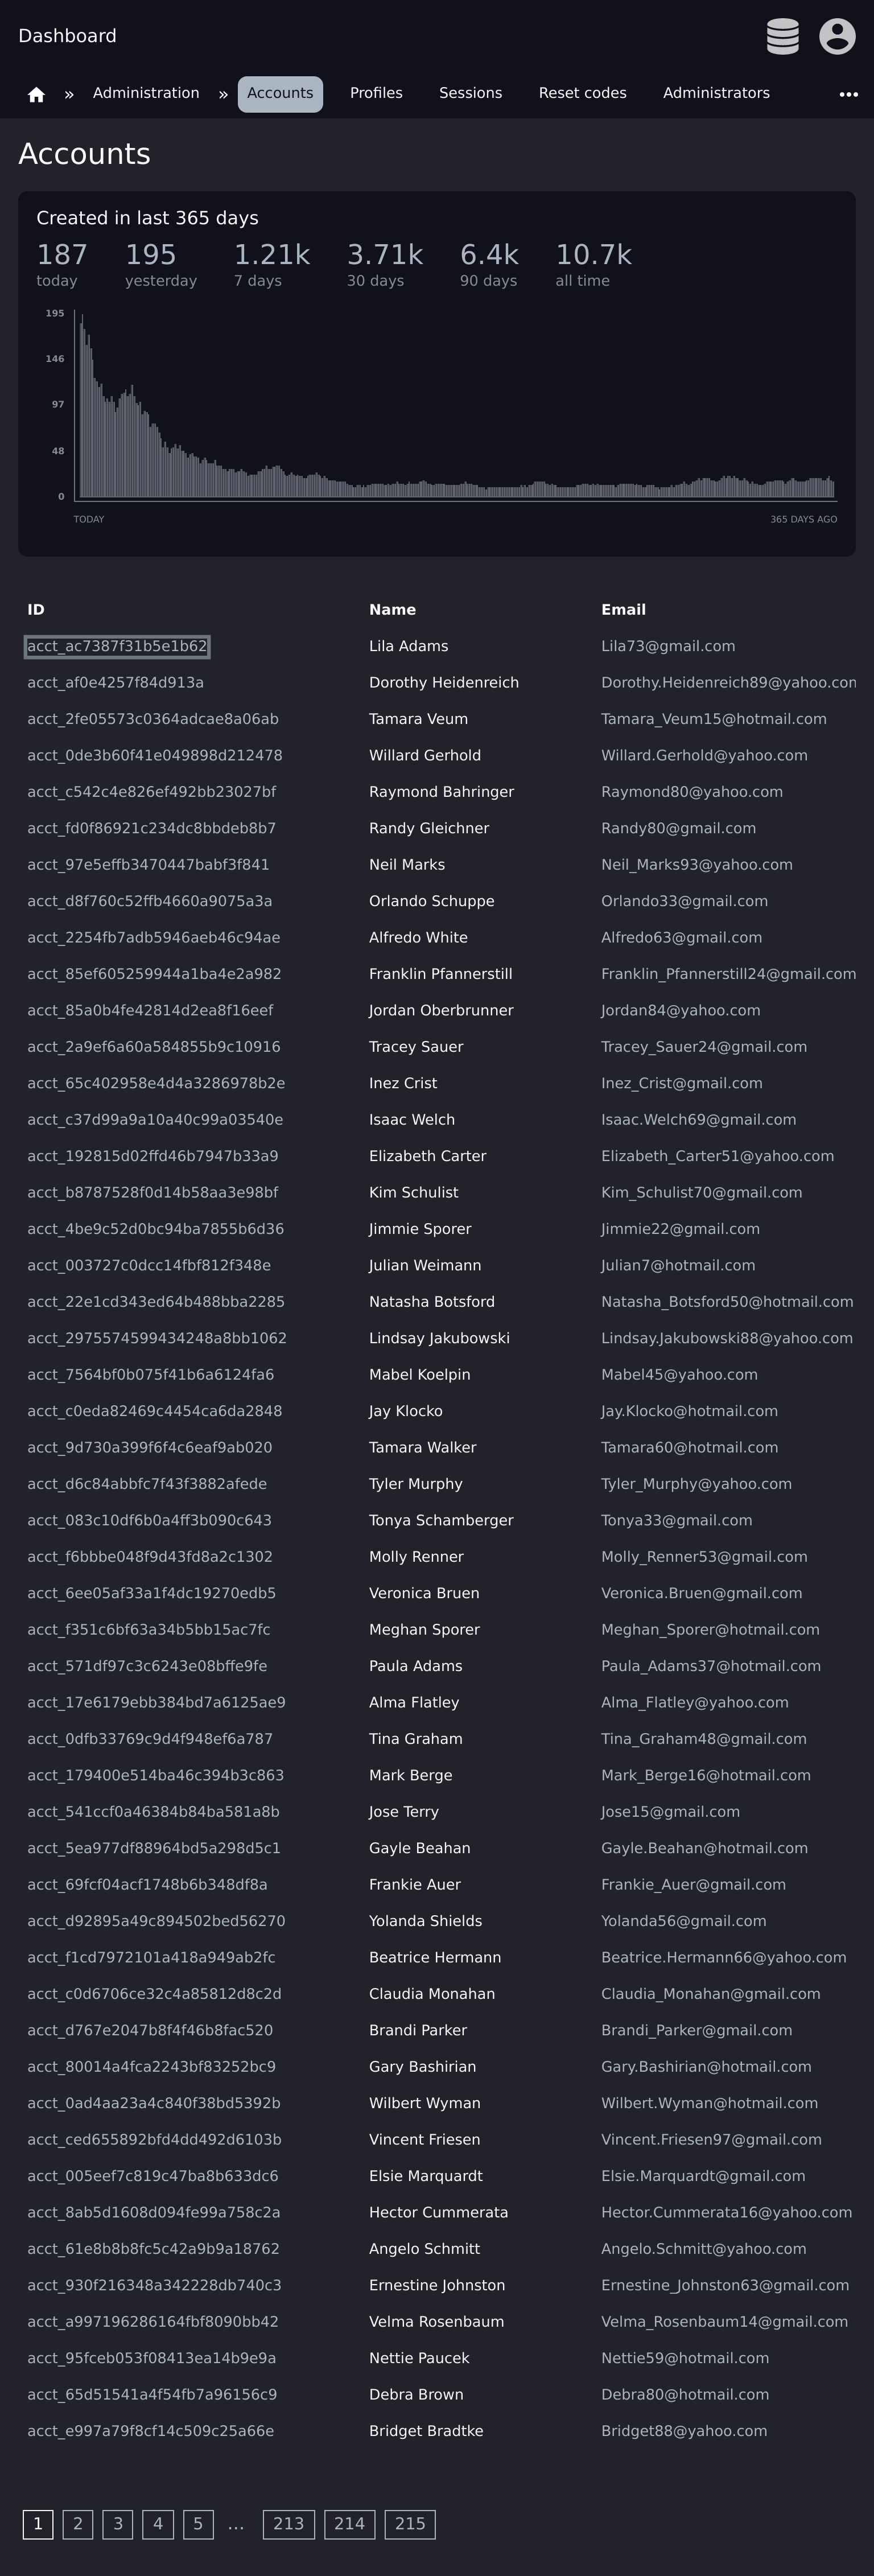 Dashboard
» Administration » Accounts Profiles Sessions Reset codes Administrators
Accounts
Created in last 365 days
187 195 1.21k 3.71k 6.4k 10.7k
today yesterday 7 days 30 days 90 days all time
195
146
97
48
0
TODAY 365 DAYS AGO
ID Name Email
acct_ac7387f31b5e1b62 Lila Adams Lila73@gmail.com
acct_af0e4257f84d913a Dorothy Heidenreich Dorothy.Heidenreich89@yahoo.con
acct_2fe05573c0364adcae8a06ab Tamara Veum Tamara_Veum15@hotmail.com
acct_0de3b60f41e049898d212478 Willard Gerhold Willard.Gerhold@yahoo.com
acct_c542c4e826ef492bb23027bf Raymond Bahringer Raymond80@yahoo.com
acct_fd0f86921c234dc8bbdeb8b7 Randy Gleichner Randy80@gmail.com
acct_97e5effb3470447babf3f841 Neil Marks Neil_Marks93@yahoo.com
acct_d8f760c52ffb4660a9075a3a Orlando Schuppe Orlando33@gmail.com
acct_2254fb7adb5946aeb46c94ae Alfredo White Alfredo63@gmail.com
acct_85ef605259944a1ba4e2a982 Franklin Pfannerstill Franklin_Pfannerstill24@gmail.com
acct_85a0b4fe42814d2ea8f16eef Jordan Oberbrunner Jordan84@yahoo.com
acct_2a9ef6a60a584855b9c10916 Tracey Sauer Tracey_Sauer24@gmail.com
acct_65c402958e4d4a3286978b2e Inez Crist Inez_Crist@gmail.com
acct_c37d99a9a10a40c99a03540e Isaac Welch Isaac.Welch69@gmail.com
acct_192815d02ffd46b7947b33a9 Elizabeth Carter Elizabeth_Carter51@yahoo.com
acct_b8787528f0d14b58aa3e98bf Kim Schulist Kim_Schulist70@gmail.com
acct_4be9c52d0bc94ba7855b6d36 Jimmie Sporer Jimmie22@gmail.com
acct_003727c0dcc14fbf812f348e Julian Weimann Julian7@hotmail.com
acct_22e1cd343ed64b488bba2285 Natasha Botsford Natasha_Botsford50@hotmail.com
acct_2975574599434248a8bb1062 Lindsay Jakubowski Lindsay.Jakubowski88@yahoo.com
acct_7564bf0b075f41b6a6124fa6 Mabel Koelpin Mabel45@yahoo.com
acct_c0eda82469c4454ca6da2848 Jay Klocko Jay.Klocko@hotmail.com
acct_9d730a399f6f4c6eaf9ab020 Tamara Walker Tamara60@hotmail.com
acct_d6c84abbfc7f43f3882afede Tyler Murphy Tyler_Murphy@yahoo.com
acct_083c10df6b0a4ff3b090c643 Tonya Schamberger Tonya33@gmail.com
acct_f6bbbe048f9d43fd8a2c1302 Molly Renner Molly_Renner53@gmail.com
acct_6ee05af33a1f4dc19270edb5 Veronica Bruen Veronica.Bruen@gmail.com
acct_f351c6bf63a34b5bb15ac7fc Meghan Sporer Meghan_Sporer@hotmail.com
acct_571df97c3c6243e08bffe9fe Paula Adams Paula_Adams37@hotmail.com
acct_17e6179ebb384bd7a6125ae9 Alma Flatley Alma_Flatley@yahoo.com
acct_0dfb33769c9d4f948ef6a787 Tina Graham Tina_Graham48@gmail.com
acct_179400e514ba46c394b3c863 Mark Berge Mark_Berge16@hotmail.com
acct_541ccf0a46384b84ba581a8b Jose Terry Jose15@gmail.com
acct_5ea977df88964bd5a298d5c1 Gayle Beahan Gayle.Beahan@hotmail.com
acct_69fcf04acf1748b6b348df8a Frankie Auer Frankie_Auer@gmail.com
acct_d92895a49c894502bed56270 Yolanda Shields Yolanda56@gmail.com
acct_f1cd7972101a418a949ab2fc Beatrice Hermann Beatrice.Hermann66@yahoo.com
acct_c0d6706ce32c4a85812d8c2d Claudia Monahan Claudia_Monahan@gmail.com
acct_d767e2047b8f4f46b8fac520 Brandi Parker Brandi_Parker@gmail.com
acct_80014a4fca2243bf83252bc9 Gary Bashirian Gary.Bashirian@hotmail.com
acct_0ad4aa23a4c840f38bd5392b Wilbert Wyman Wilbert.Wyman@hotmail.com
acct_ced655892bfd4dd492d6103b Vincent Friesen Vincent.Friesen97@gmail.com
acct_005eef7c819c47ba8b633dc6 Elsie Marquardt Elsie.Marquardt@gmail.com
acct_8ab5d1608d094fe99a758c2a Hector Cummerata Hector.Cummerata16@yahoo.com
acct_61e8b8b8fc5c42a9b9a18762 Angelo Schmitt Angelo.Schmitt@yahoo.com
acct_930f216348a342228db740c3 Ernestine Johnston Ernestine_Johnston63@gmail.com
acct_a997196286164fbf8090bb42 Velma Rosenbaum Velma_Rosenbaum14@gmail.com
acct_95fceb053f08413ea14b9e9a Nettie Paucek Nettie59@hotmail.com
acct_65d51541a4f54fb7a96156c9 Debra Brown Debra80@hotmail.com
acct_e997a79f8cf14c509c25a66e Bridget Bradtke Bridget88@yahoo.com
1 2 3 4 5 … 213 214 215